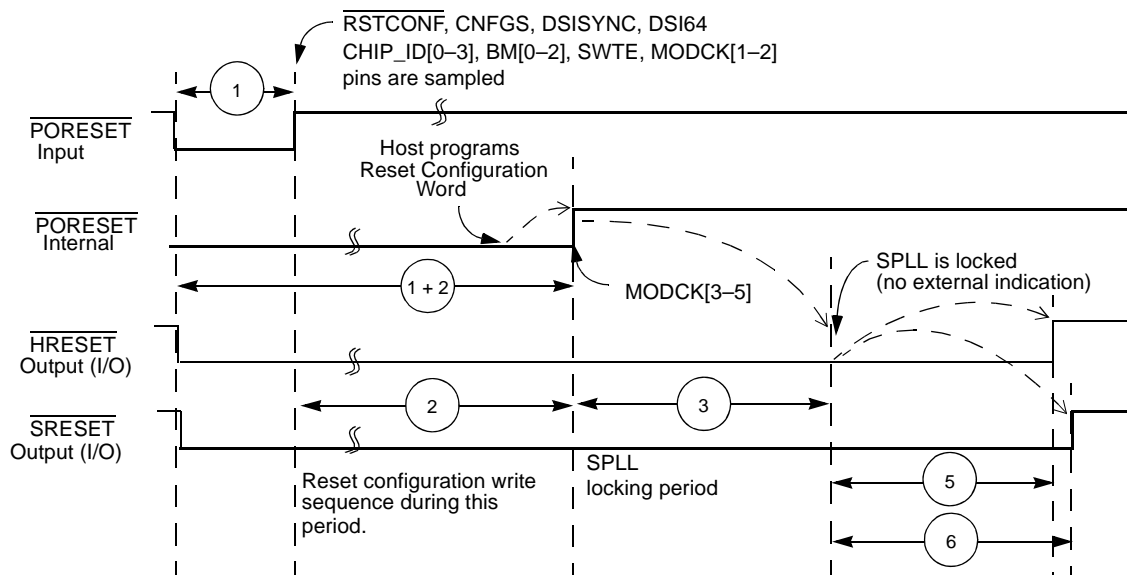 RSTCONF, CNFGS, DSISYNC, DSI64
CHIP_ID[0–3], BM[0–2], SWTE, MODCK[1–2]
pins are sampled
1
PORESET
Input
Host programs
Reset Configuration
Word
PORESET
Internal
1 + 2
MODCK[3–5]
SPLL is locked
(no external indication)
HRESET
Output (I/O)
2
3
SRESET
Output (I/O)
Reset configuration write
sequence during this
period.
SPLL
locking period
5
6